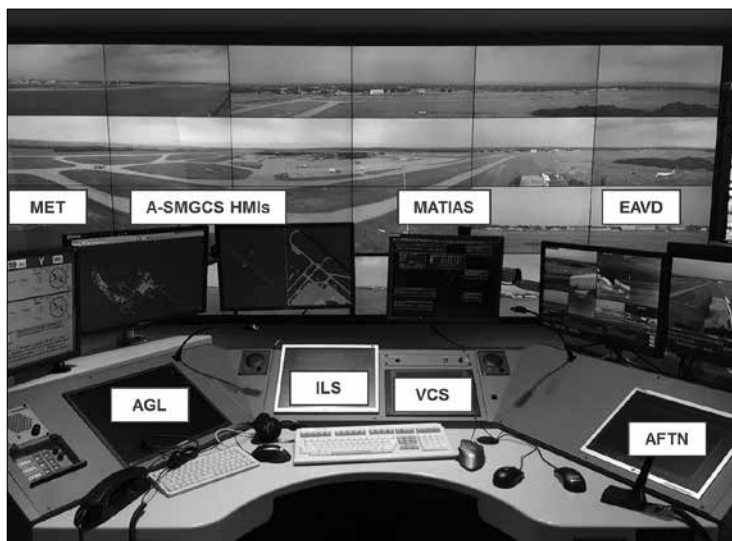 MET
A-SMGCS HMIs
MATIAS
EAVD
ILS
VCS
AGL
AFTN